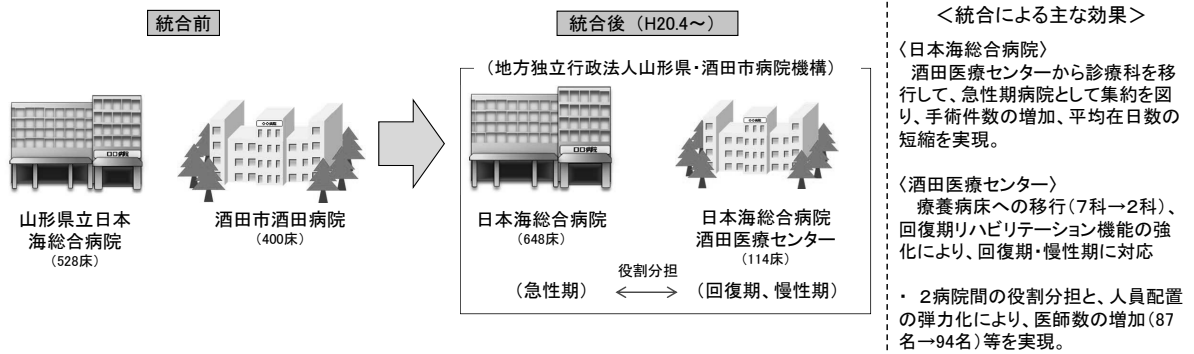 統合前
山形県立日本
海総合病院
(528床)
酒田市酒田病院
(400床)
統合後（H20.4～）
（地方独立行政法人山形県・酒田市病院機構）
日本海総合病院
(648床)
日本海総合病院
酒田医療センター
(114床)
役割分担
（急性期）
（回復期、慢性期）
＜統合による主な効果＞
〈日本海総合病院〉
酒田医療センターから診療科を移
行して、急性期病院として集約を図
り、手術件数の増加、平均在日数の
短縮を実現。
〈酒田医療センター〉
療養病床への移行（7科→2科）、
回復期リハビリテーション機能の強
化により、回復期・慢性期に対応
・ ２病院間の役割分担と、人員配置
の弾力化により、医師数の増加（87
名→94名）等を実現。